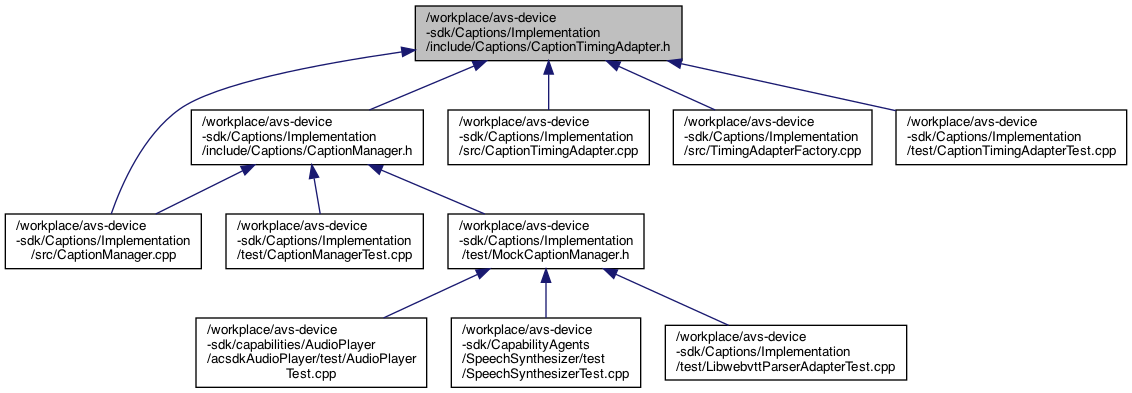 /workplace/avs-device
-sdk/Captions/Implementation
/include/Captions/CaptionTimingAdapter.h
/workplace/avs-device
-sdk/Captions/Implementation
/include/Captions/CaptionManager.h
/workplace/avs-device
-sdk/Captions/Implementation
/src/CaptionTimingAdapter.cpp
/workplace/avs-device
-sdk/Captions/Implementation
/src/TimingAdapterFactory.cpp
/workplace/avs-device
-sdk/Captions/Implementation
/test/CaptionTimingAdapterTest.cpp
/workplace/avs-device
-sdk/Captions/Implementation
/src/CaptionManager.cpp
/workplace/avs-device
-sdk/Captions/Implementation
/test/CaptionManagerTest.cpp
/workplace/avs-device
-sdk/Captions/Implementation
/test/MockCaptionManager.h
/workplace/avs-device
-sdk/capabilities/AudioPlayer
/acsdkAudioPlayer/test/AudioPlayer
Test.cpp
/workplace/avs-device
-sdk/CapabilityAgents
/SpeechSynthesizer/test
/SpeechSynthesizerTest.cpp
/workplace/avs-device
-sdk/Captions/Implementation
/test/LibwebvttParserAdapterTest.cpp